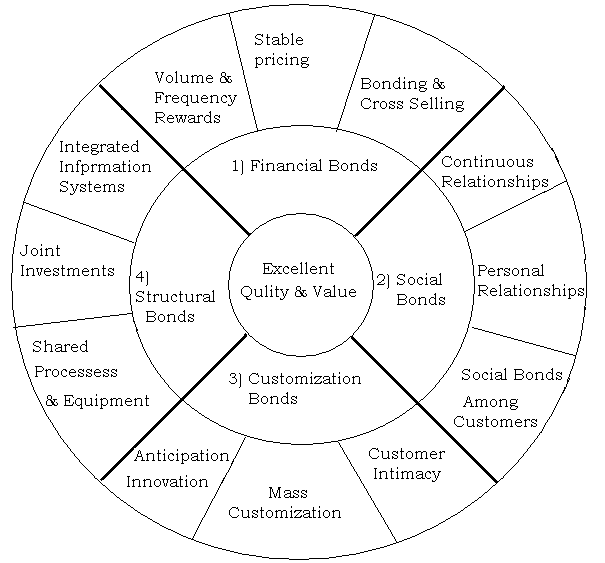 Stable
pricing
Bonding &
Cross Selling
Volume &
Frequency
Rewards
1) Financial Bonds
Continuous
Relationships
Personal
Relationships
Social Bonds
Among
Customers
2) Social
Bonds
Excellent
Qulity & Value
3) Customization
Bonds
Customer
Intimacy
Mass
Customization
Anticipation
Innovation
4)
Structural
Bonds
Shared
Processess
& Equipment
Joint
Investments
Integrated
Infprmation
Systems